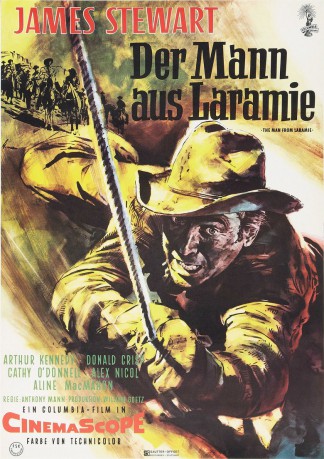 JAMES STEWART
Der Mann
aus Laramie
-THE MAN FROM LARAMIE-
ARTHUR KENNEDY · DONALD CRISP
CATHY O'DONNELL · ALEX NICOL
ALINE MacMAHON
REGIE: ANTHONY MANN · PRODUKTION: WILLIAM GOETZ
EIN COLUMBIA-FILM IN
CINEMASCOPE
FARBE VON TECHNICOLOR